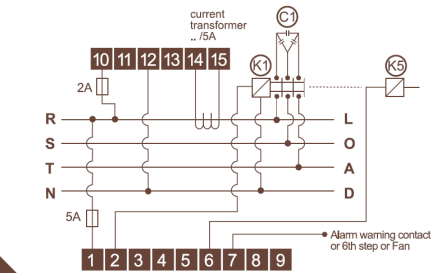 current
transformer
.. /5A
C1
10 11 12 13 14 15
K1
K5
2A
R
L
S
O
T
A
N
D
5A
1 2 3 4 5 6 7 8 9
Alarm warning contact
or 6th step or Fan